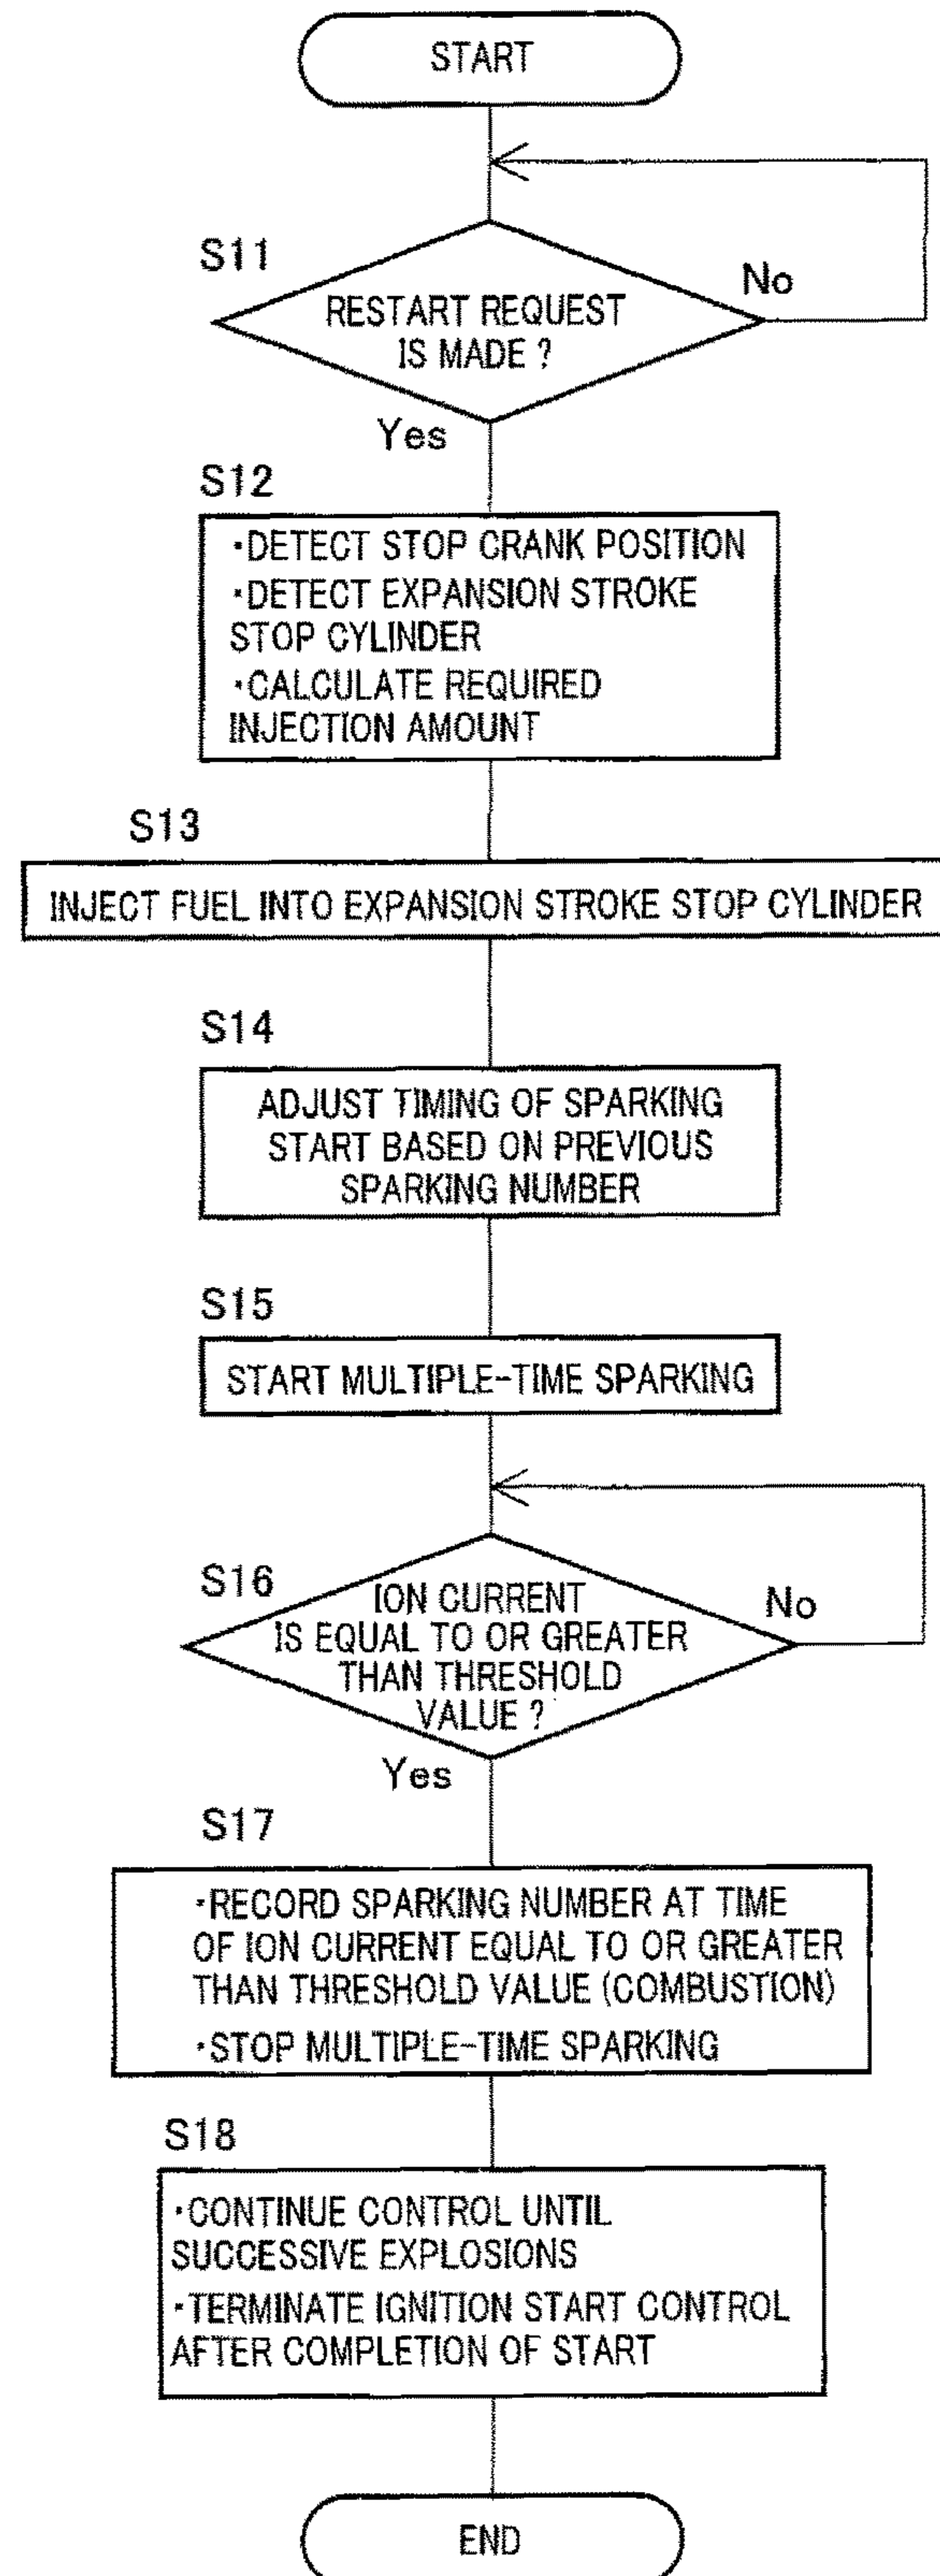 START
S11
No
RESTART REQUEST
IS MADE ?
Yes
S12
・DETECT STOP CRANK POSITION
・DETECT EXPANSION STROKE
STOP CYLINDER
・CALCULATE REQUIRED
INJECTION AMOUNT
S13
INJECT FUEL INTO EXPANSION STROKE STOP CYLINDER
S14
ADJUST TIMING OF SPARKING
START BASED ON PREVIOUS
SPARKING NUMBER
S15
START MULTIPLE-TIME SPARKING
S16
No
ION CURRENT
IS EQUAL TO OR GREATER
THAN THRESHOLD
VALUE ?
Yes
S17
・RECORD SPARKING NUMBER AT TIME
OF ION CURRENT EQUAL TO OR GREATER
THAN THRESHOLD VALUE (COMBUSTION)
・STOP MULTIPLE-TIME SPARKING
S18
・CONTINUE CONTROL UNTIL
SUCCESSIVE EXPLOSIONS
・TERMINATE IGNITION START CONTROL
AFTER COMPLETION OF START
END